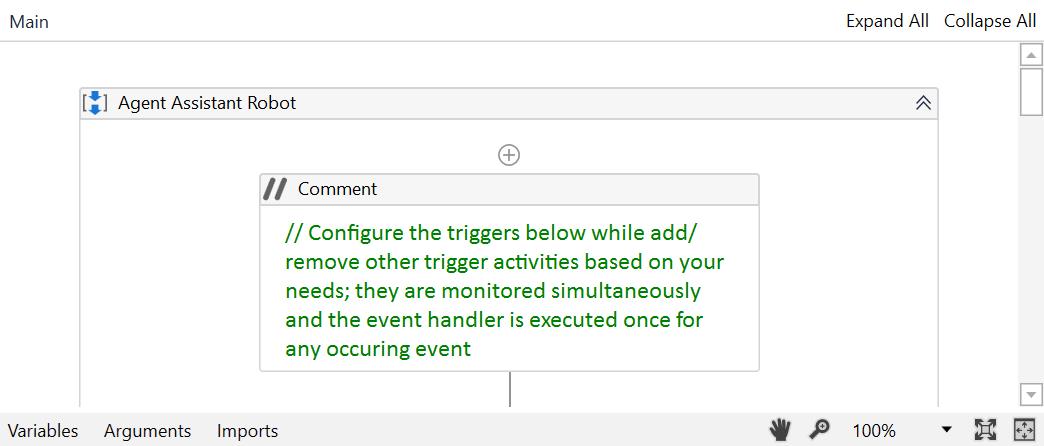 Main
Expand All Collapse All
Agent Assistant Robot
// Comment
// Configure the triggers below while add/
remove other trigger activities based on your
needs; they are monitored simultaneously
and the event handler is executed once for
any occuring event
Variables Arguments Imports
100%